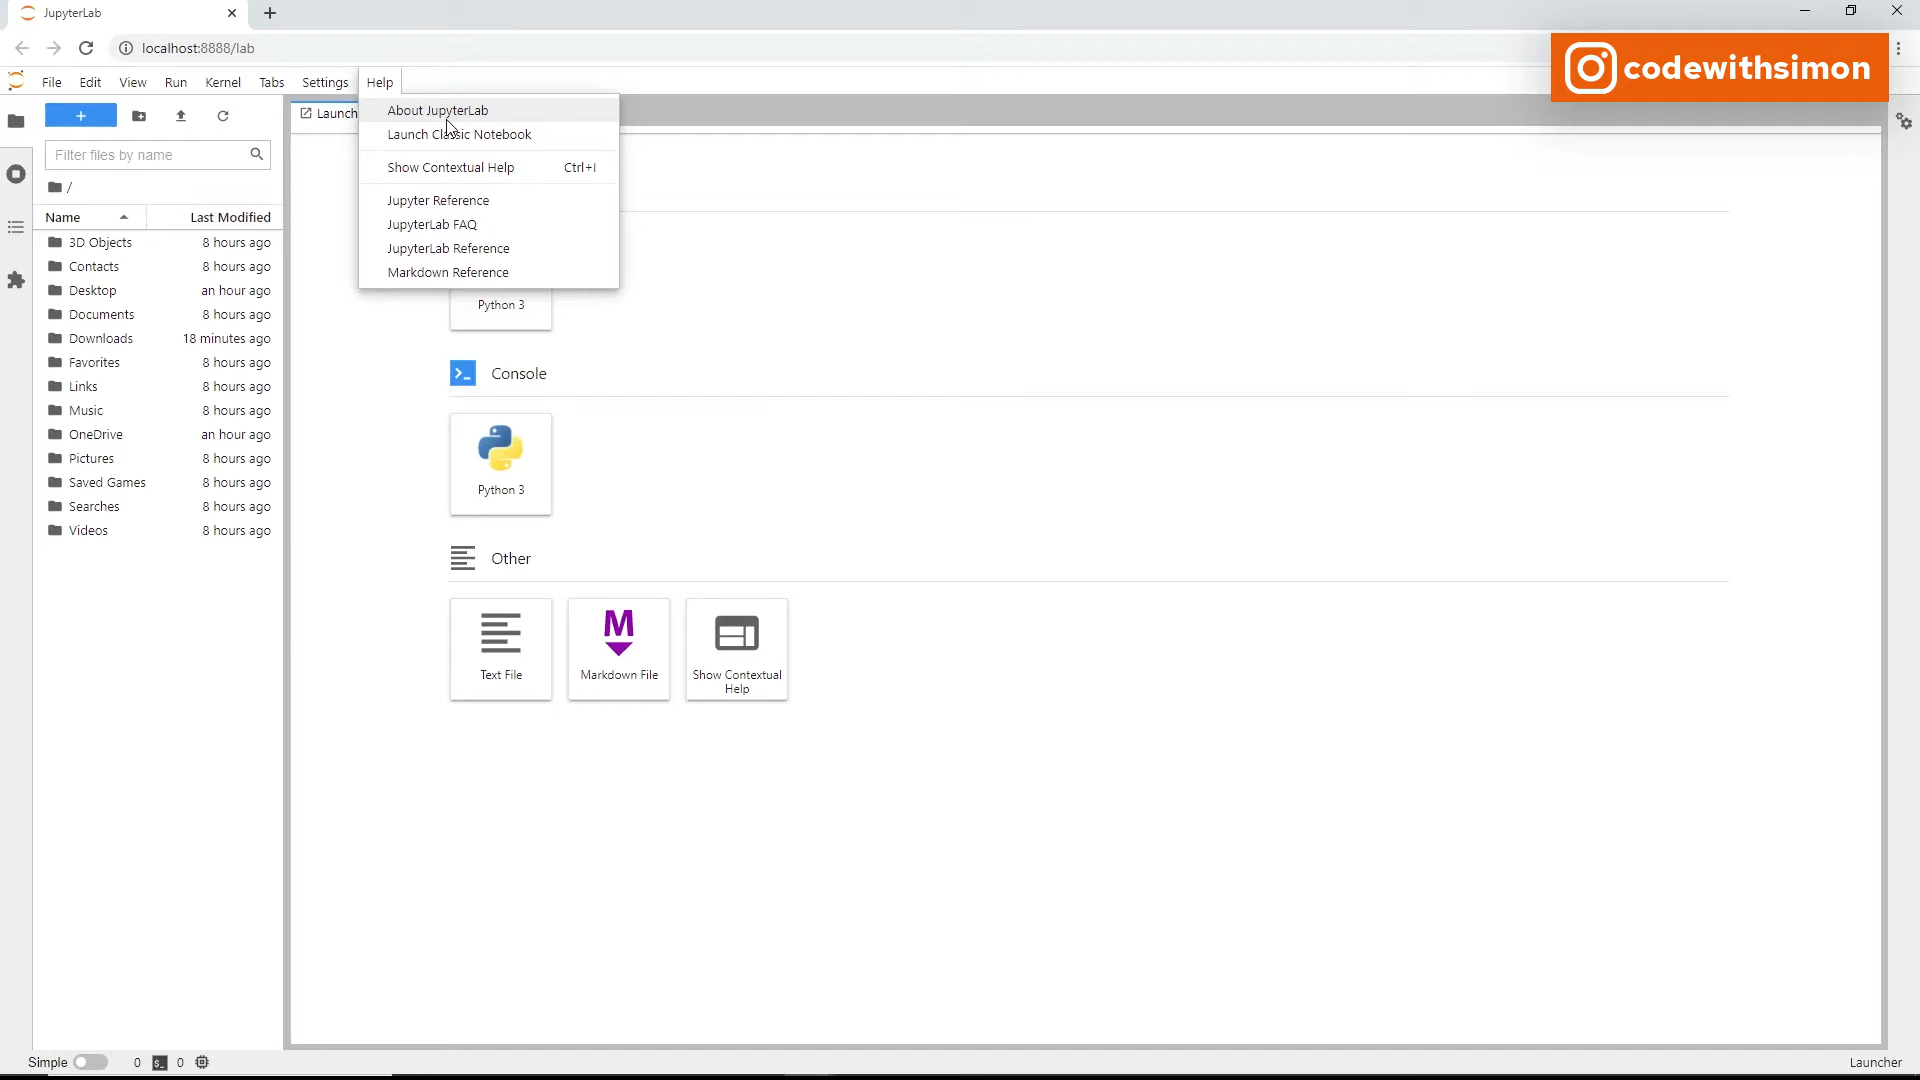 JupyterLab
localhost:8888/lab
codewithsimon
File Edit View Run Kernel Tabs Settings Help
Launch
About JupyterLab
Launch Classic Notebook
Show Contextual Help Ctrl+I
Jupyter Reference
JupyterLab FAQ
JupyterLab Reference
Markdown Reference
Filter files by name
/
Name Last Modified
3D Objects 8 hours ago
Contacts 8 hours ago
Desktop an hour ago
Documents 8 hours ago
Downloads 18 minutes ago
Favorites 8 hours ago
Links 8 hours ago
Music 8 hours ago
OneDrive an hour ago
Pictures 8 hours ago
Saved Games 8 hours ago
Searches 8 hours ago
Videos 8 hours ago
Python 3
Console
Python 3
Other
Text File
Markdown File
Show Contextual
Help
Simple 0 $_ 0
Launcher